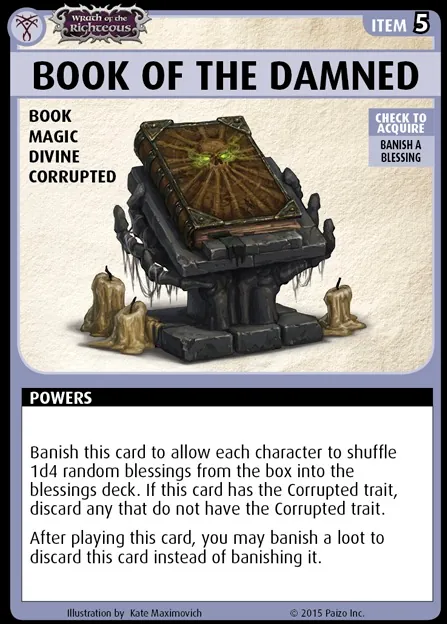 Wrath of the
Righteous
ITEM 5
BOOK OF THE DAMNED
BOOK
MAGIC
DIVINE
CORRUPTED
CHECK TO
ACQUIRE
BANISH A
BLESSING
POWERS
Banish this card to allow each character to shuffle
1d4 random blessings from the box into the
blessings deck. If this card has the Corrupted trait,
discard any that do not have the Corrupted trait.
After playing this card, you may banish a loot to
discard this card instead of banishing it.
Illustration by Kate Maximovich
© 2015 Paizo Inc.